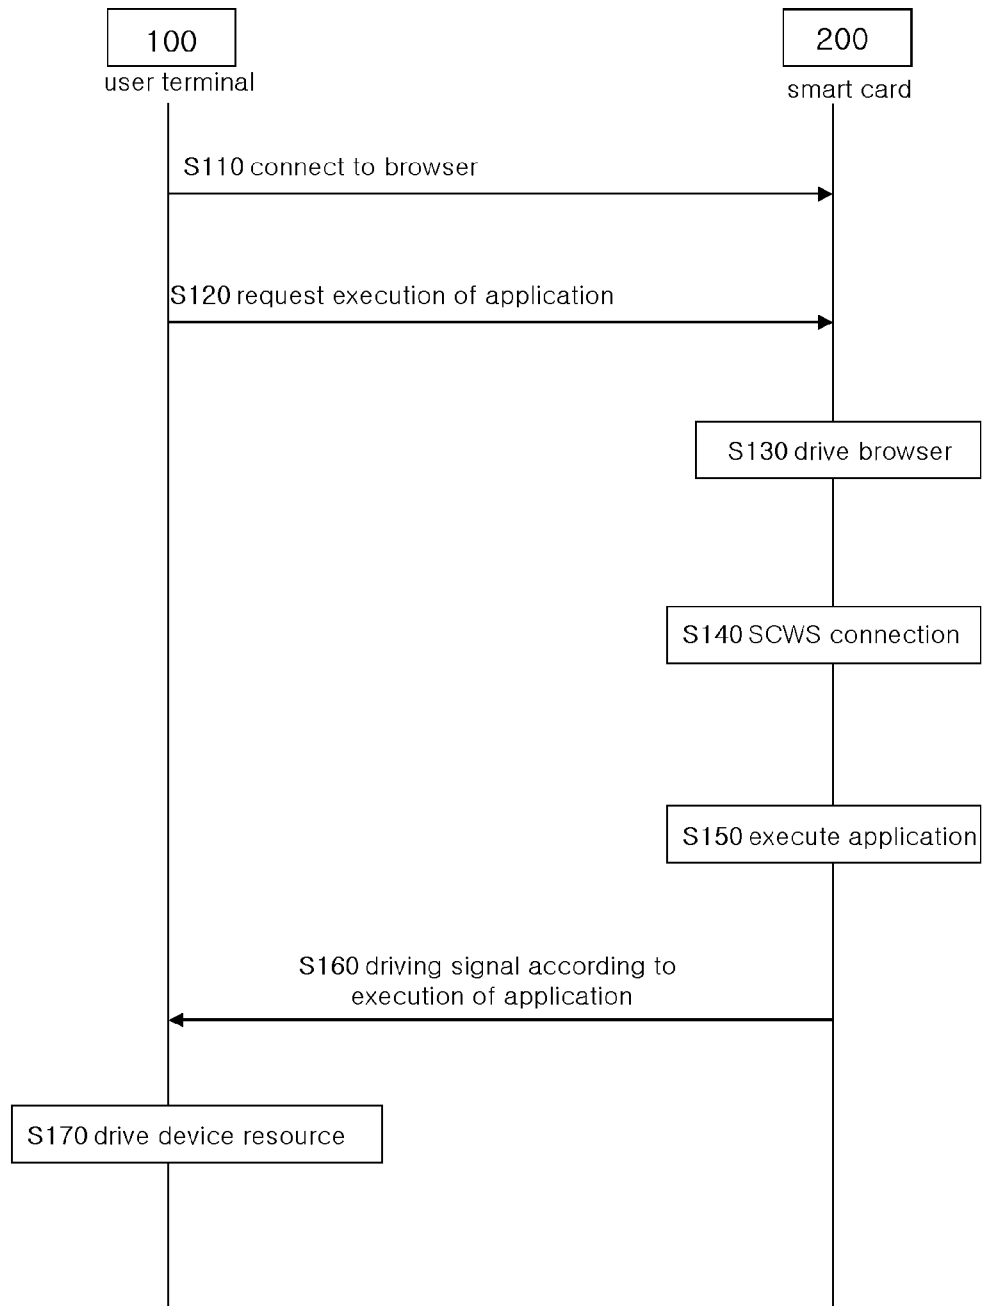 100
user terminal
200
smart card
S110 connect to browser
S120 request execution of application
S130 drive browser
S140 SCWS connection
S150 execute application
S160 driving signal according to
execution of application
S170 drive device resource